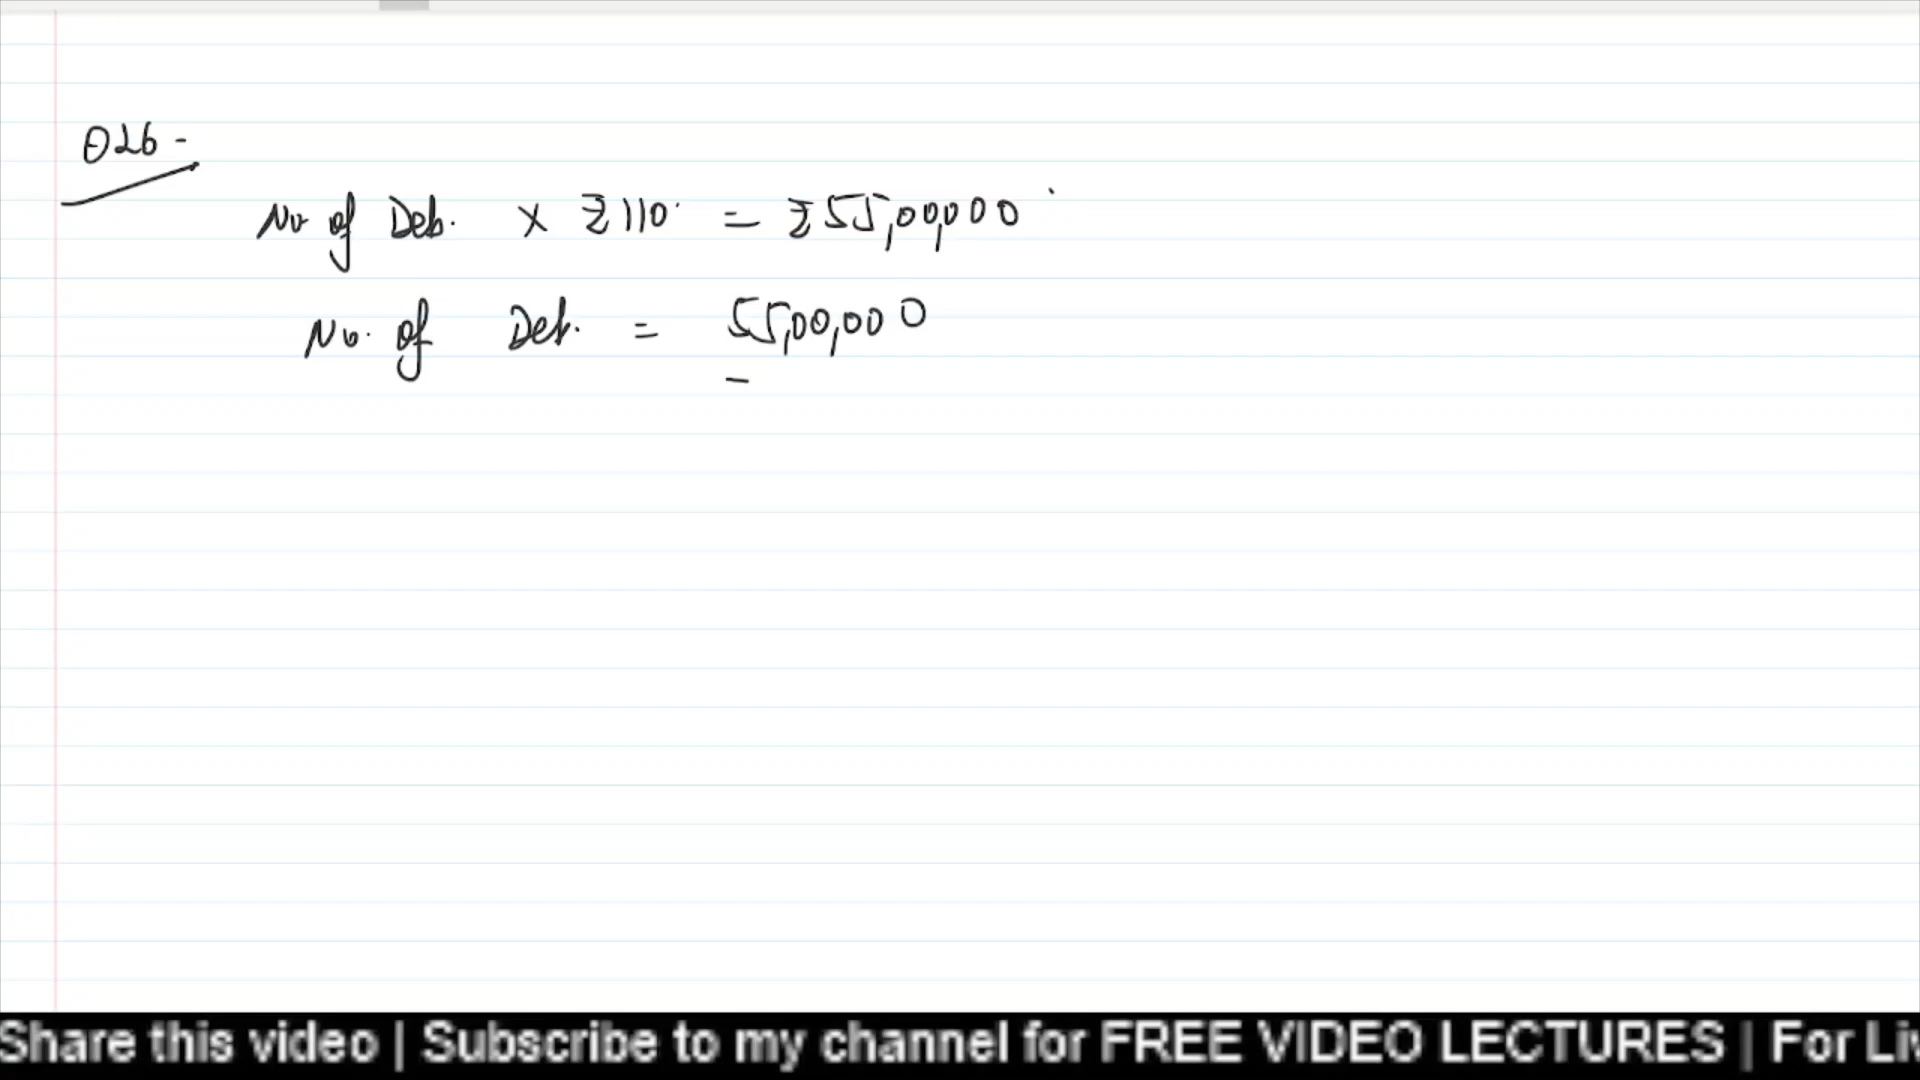 Q26 -
No of Deb. × ₹110 = ₹55,00,000
No. of Deb. = 55,00,000
Share this video | Subscribe to my channel for FREE VIDEO LECTURES | For Liv